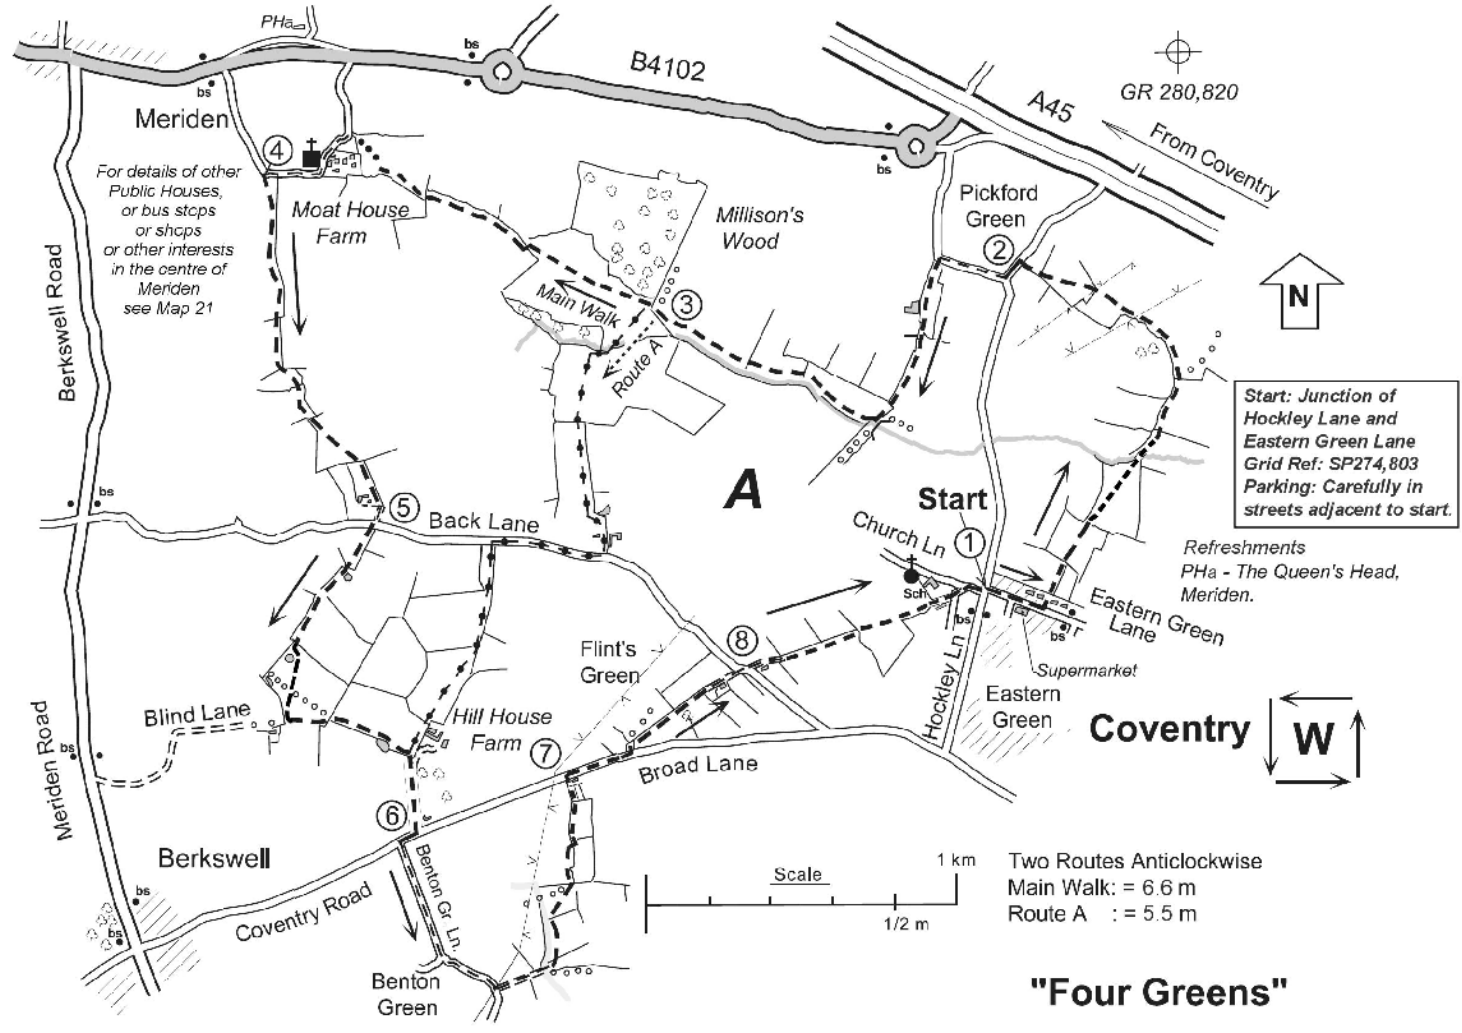 PHa
bs
B4102
bs
bs
A45
GR 280,820
From Coventry
Meriden
4
For details of other
Public Houses,
or bus stops
or shops
or other interests
in the centre of
Meriden
see Map 21
Moat House
Farm
Millison's
Wood
Pickford
Green
2
bs
N
Berkswell Road
Main Walk
3
Route A
Start: Junction of
Hockley Lane and
Eastern Green Lane
Grid Ref: SP274,803
Parking: Carefully in
streets adjacent to start.
A
Start
1
Church Ln
bs
5
Back Lane
Refreshments
PHa - The Queen's Head,
Meriden.
Sch
bs
bs
Eastern Green
Lane
Supermarket
Eastern
Green
Hockley Ln
Flint's
Green
8
Blind Lane
bs
Hill House
Farm
7
Broad Lane
Coventry
W
Meriden Road
6
Berkswell
bs
bs
Coventry Road
Benton Gr Ln.
Benton
Green
Scale
1 km
1/2 m
Two Routes Anticlockwise
Main Walk: = 6.6 m
Route A : = 5.5 m
"Four Greens"